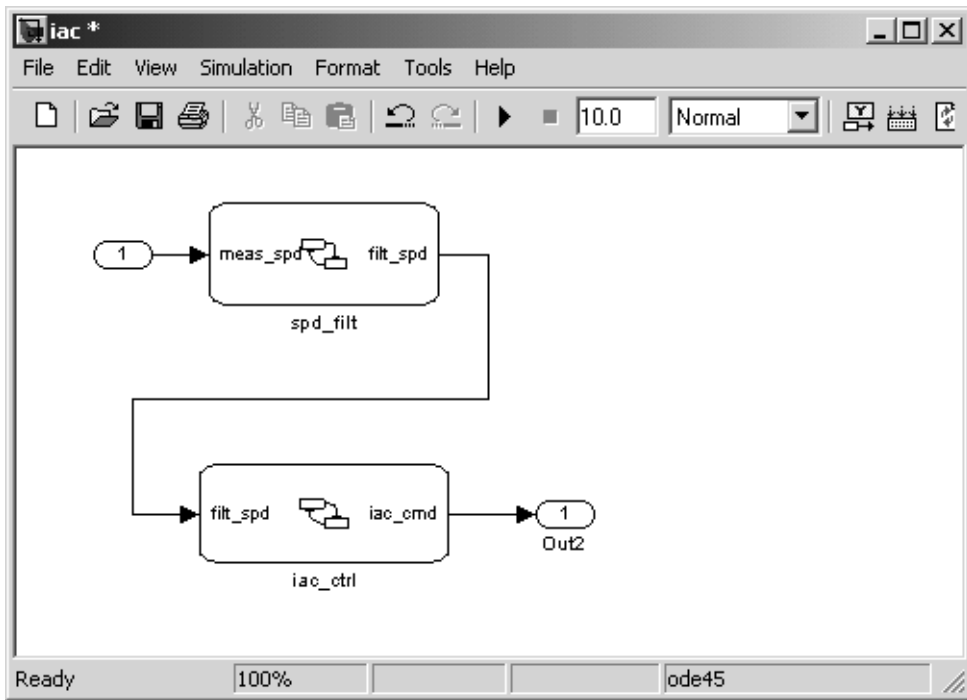 iac *
File Edit View Simulation Format Tools Help
10.0 Normal
1 meas_spd filt_spd
spd_filt
filt_spd iac_cmd 1
Out2
iac_ctrl
Ready 100% ode45